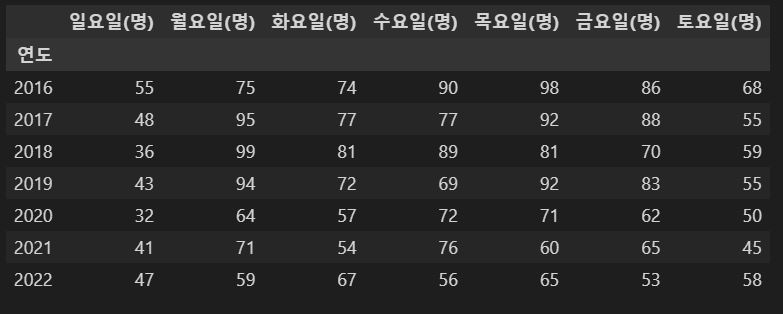 일요일(명) 월요일(명) 화요일(명) 수요일(명) 목요일(명) 금요일(명) 토요일(명)
연도
2016 55 75 74 90 98 86 68
2017 48 95 77 77 92 88 55
2018 36 99 81 89 81 70 59
2019 43 94 72 69 92 83 55
2020 32 64 57 72 71 62 50
2021 41 71 54 76 60 65 45
2022 47 59 67 56 65 53 58